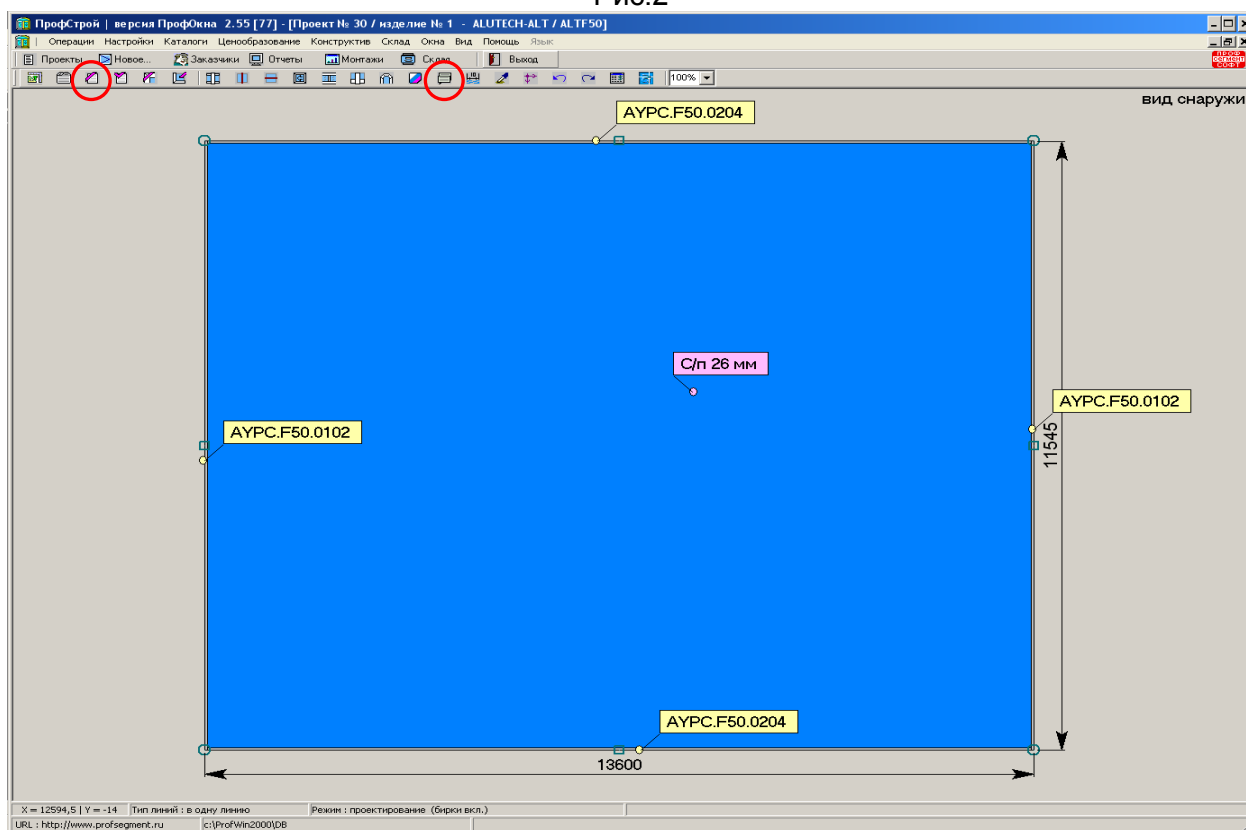 Рис.2
ПрофСтрой | версия ПрофОкна 2.55 [77] - [Проект № 30 / изделие № 1 - ALUTECH-ALT / ALTF50]
Операции Настройки Каталоги Ценообразование Конструктив Склад Окна Вид Помощь Язык
Проекты Новое... Заказчики Отчеты Монтажи Склад Выход
ПРОФ
сегмент
СОФТ
100%
вид снаружи
AYPC.F50.0204
С/п 26 мм
AYPC.F50.0102
AYPC.F50.0102
11545
AYPC.F50.0204
13600
X = 12594,5 | Y = -14 Тип линий : в одну линию Режим : проектирование (бирки вкл.)
URL : http://www.profsegment.ru c:\ProfWin2000\DB